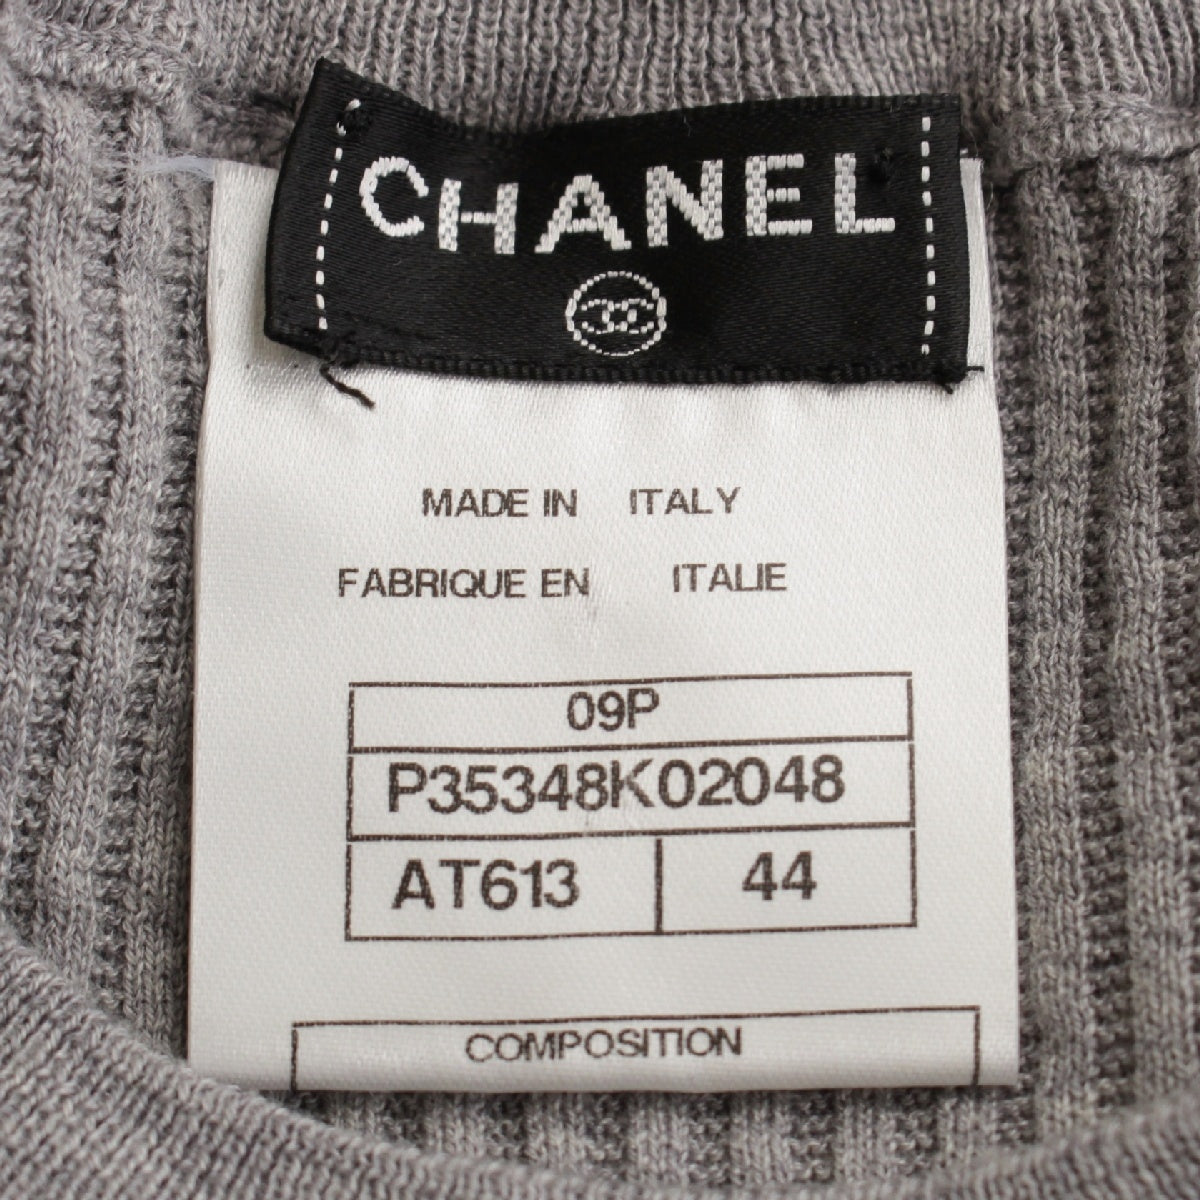 CHANEL
MADE IN ITALY
FABRIQUE EN ITALIE
09P
P35348K02048
AT613 44
COMPOSITION